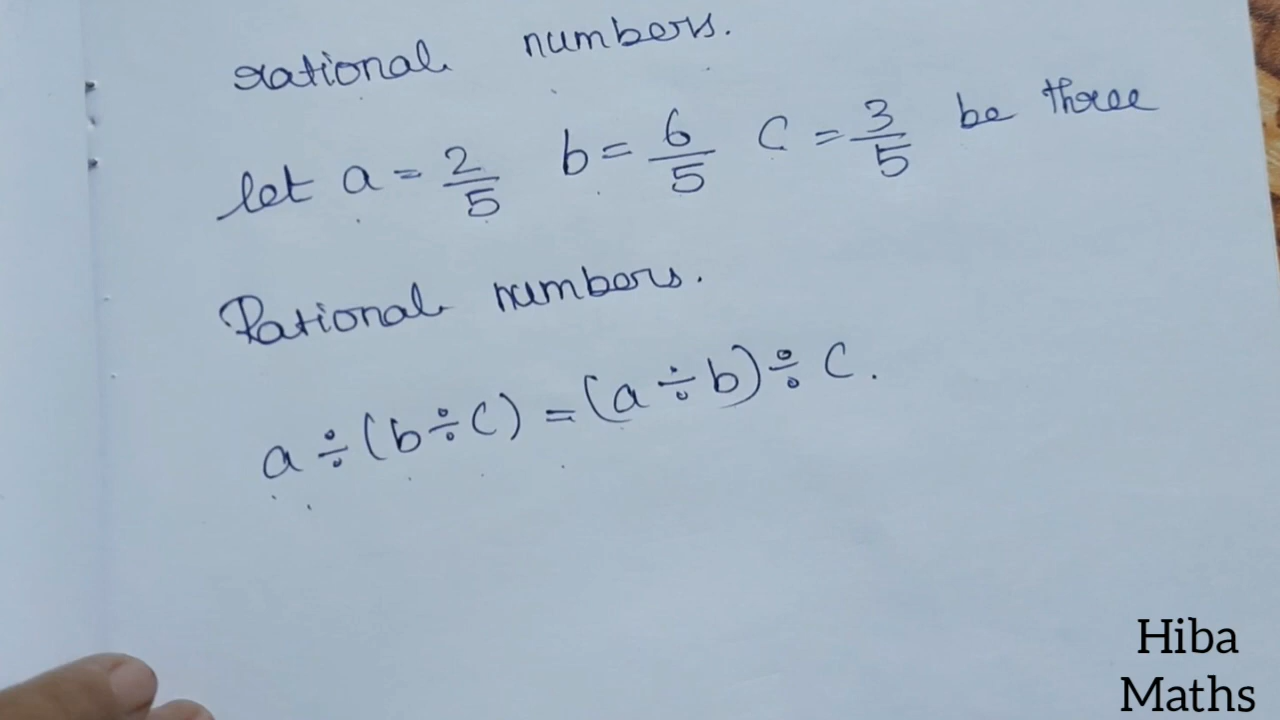 rational numbers.
let a = 2/5 b = 6/5 c = 3/5 be three
Rational numbers.
a ÷ (b ÷ c) = (a ÷ b) ÷ c.
Hiba
Maths